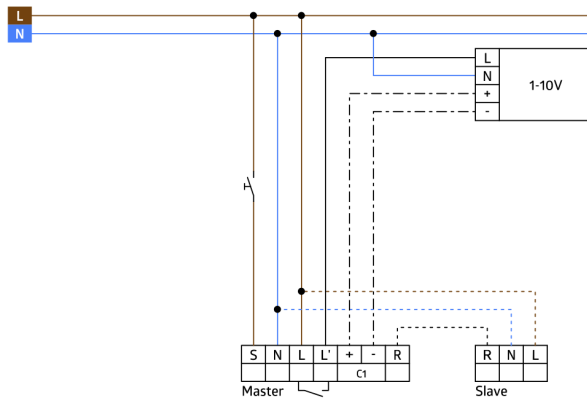 L
N
L
N
+
-
1-10V
S N L L' + - R
C1
Master
R N L
Slave